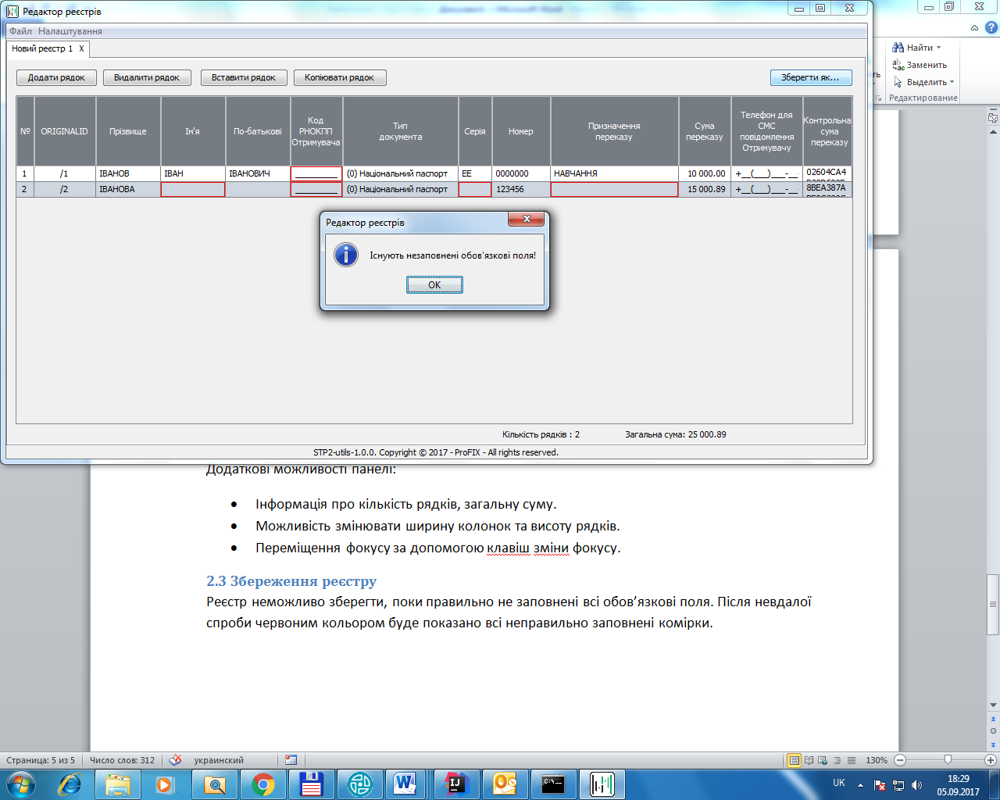 Редактор реєстрів
Файл Налаштування
Новий реєстр 1 X
Додати рядок Видалити рядок Вставити рядок Копіювати рядок Зберегти як...
№ ORIGINALID Прізвище Ім'я По-батькові Код РНОКПП Отримувача Тип документа Серія Номер Призначення переказу Сума переказу Телефон для СМС повідомлення Отримувачу Контрольна сума переказу
1 /1 ІВАНОВ ІВАН ІВАНОВИЧ __________ (0) Національний паспорт ЕЕ 0000000 НАВЧАННЯ 10 000.00 +__(___)___-__ 02604CA4
2 /2 ІВАНОВА __________ (0) Національний паспорт 123456 15 000.89 +__(___)___-__ 8BEA387A
Редактор реєстрів
Існують незаповнені обов'язкові поля!
OK
Кількість рядків : 2 Загальна сума: 25 000.89
STP2-utils-1.0.0. Copyright © 2017 - ProFIX - All rights reserved.
Найти
Заменить
Выделить
Редактирование
Додаткові можливості панелі:
• Інформація про кількість рядків, загальну суму.
• Можливість змінювати ширину колонок та висоту рядків.
• Переміщення фокусу за допомогою клавіш зміни фокусу.
2.3 Збереження реєстру
Реєстр неможливо зберегти, поки правильно не заповнені всі обов’язкові поля. Після невдалої
спроби червоним кольором буде показано всі неправильно заповнені комірки.
Страница: 5 из 5 Число слов: 312 украинский 130%
UK 18:29
05.09.2017